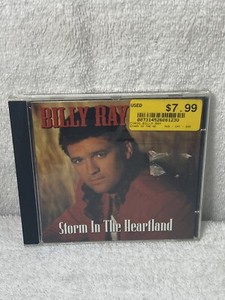 BILLY RAY
USED
$7.99
Storm In The Heartland